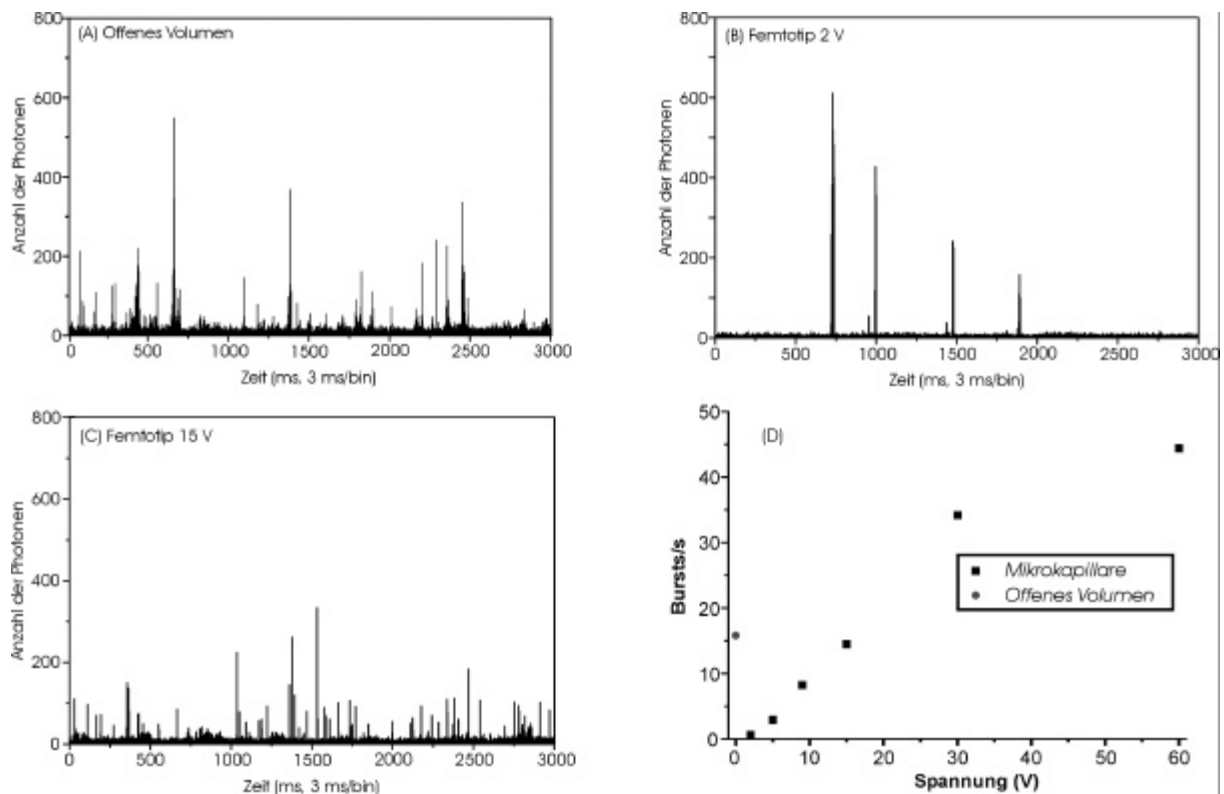 (A) Offenes Volumen
Anzahl der Photonen
800
600
400
200
0
0 500 1000 1500 2000 2500 3000
Zeit (ms, 3 ms/bin)
(B) Femtotip 2 V
Anzahl der Photonen
800
600
400
200
0
0 500 1000 1500 2000 2500 3000
Zeit (ms, 3 ms/bin)
(C) Femtotip 15 V
Anzahl der Photonen
800
600
400
200
0
0 500 1000 1500 2000 2500 3000
Zeit (ms, 3 ms/bin)
(D)
Bursts/s
50
40
30
20
10
0
Mikrokapillare
Offenes Volumen
0 10 20 30 40 50 60
Spannung (V)